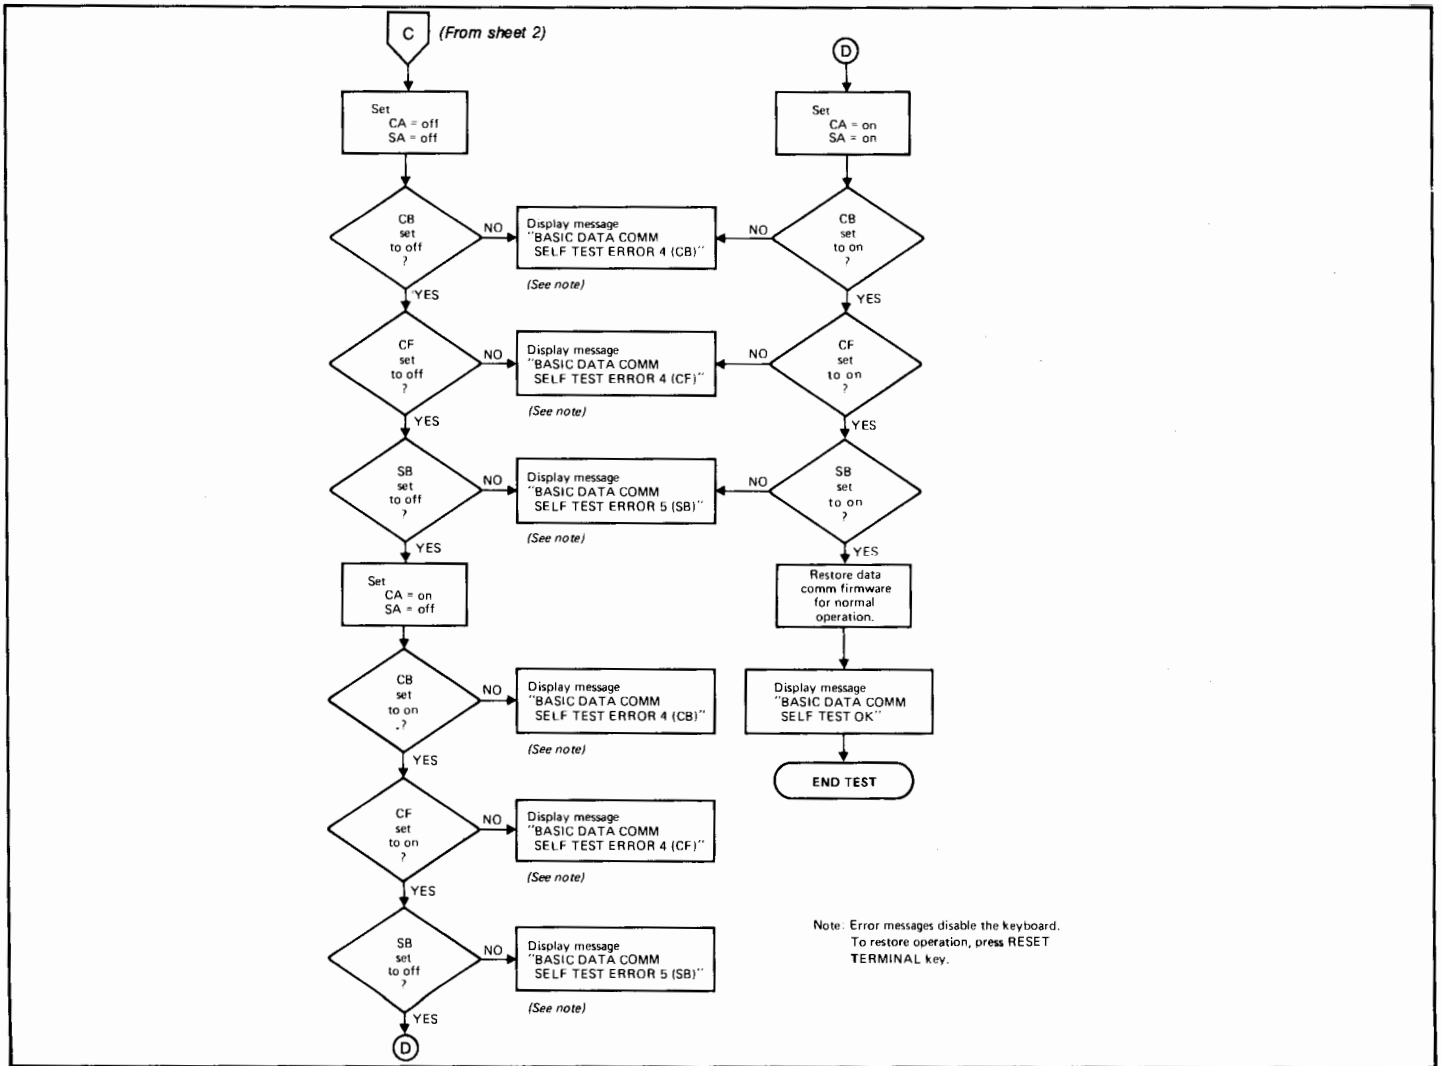 C (From sheet 2)
Set
CA = off
SA = off
CB
set
to off
?
NO
Display message
"BASIC DATA COMM
SELF TEST ERROR 4 (CB)"
(See note)
YES
CF
set
to off
?
NO
Display message
"BASIC DATA COMM
SELF TEST ERROR 4 (CF)"
(See note)
YES
SB
set
to off
?
NO
Display message
"BASIC DATA COMM
SELF TEST ERROR 5 (SB)"
(See note)
YES
Set
CA = on
SA = off
CB
set
to on
?
NO
Display message
"BASIC DATA COMM
SELF TEST ERROR 4 (CB)"
(See note)
YES
CF
set
to on
?
NO
Display message
"BASIC DATA COMM
SELF TEST ERROR 4 (CF)"
(See note)
YES
SB
set
to off
?
NO
Display message
"BASIC DATA COMM
SELF TEST ERROR 5 (SB)"
(See note)
YES
D
D
Set
CA = on
SA = on
CB
set
to on
?
NO
YES
CF
set
to on
?
NO
YES
SB
set
to on
?
NO
YES
Restore data
comm firmware
for normal
operation.
Display message
"BASIC DATA COMM
SELF TEST OK"
END TEST
Note: Error messages disable the keyboard.
To restore operation, press RESET
TERMINAL key.